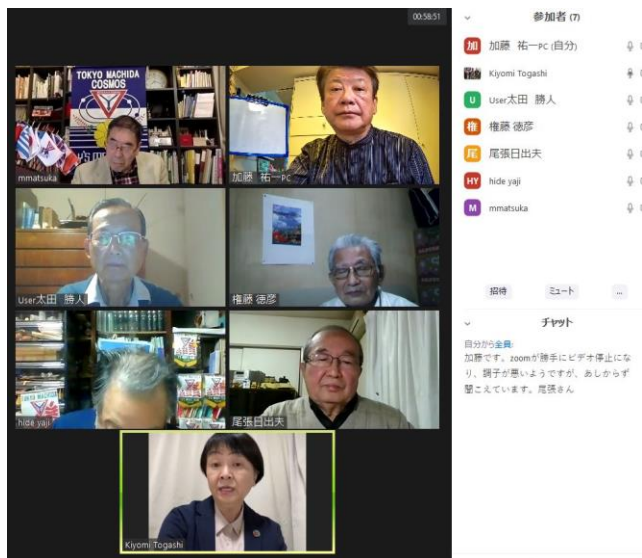 00:58:51
TOKYO MACHIDA
COSMOS
mmatsuka
加藤 祐一PC
User太田 勝人
権藤 徳彦
hide yaji
尾張日出夫
Kiyomi Togashi
参加者 (7)
加藤 祐一PC (自分)
Kiyomi Togashi
User太田 勝人
権藤 徳彦
尾張日出夫
hide yaji
mmatsuka
加
U
権
尾
HY
M
招待
ミュート
...
チャット
自分から全員:
加藤です。zoomが勝手にビデオ停止にな
り、調子が悪いようですが、あしからず
聞こえています。尾張さん